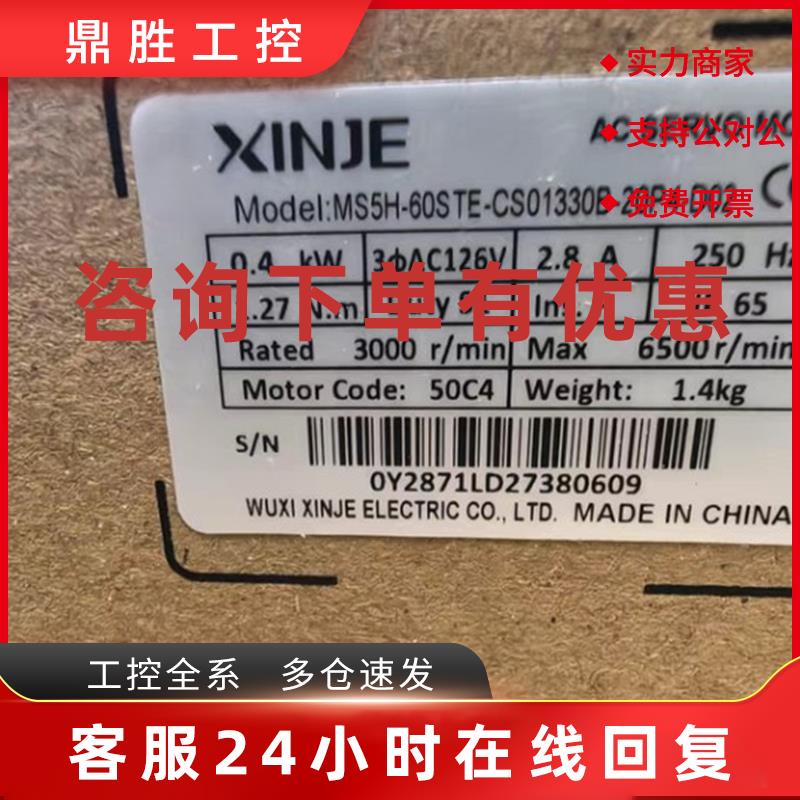 鼎胜工控
实力商家
支持公对公
免费开票
XINJE
Model:MS5H-60STE-CS01330B-
0.4 kW 3ΦAC126V 2.8 A 250 Hz
咨询下单有优惠
.27 N.m 65
Rated 3000 r/min Max 6500 r/min
Motor Code: 50C4 Weight: 1.4kg
S/N
0Y2871LD27380609
WUXI XINJE ELECTRIC CO., LTD. MADE IN CHINA
工控全系 多仓速发
客服24小时在线回复